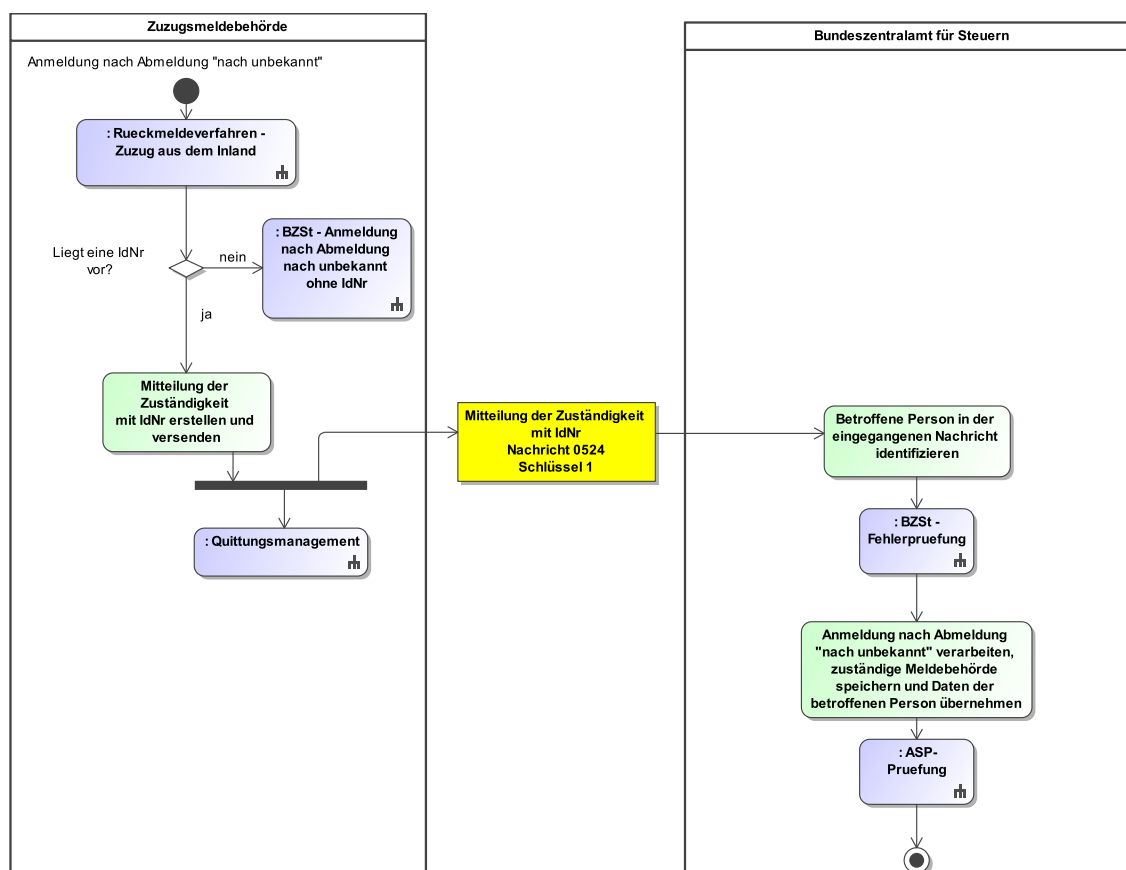 Zuzugsmeldebehörde
Anmeldung nach Abmeldung "nach unbekannt"
: Rueckmeldeverfahren -
Zuzug aus dem Inland
Liegt eine IdNr
vor?
nein
: BZSt - Anmeldung
nach Abmeldung
nach unbekannt
ohne IdNr
ja
Mitteilung der
Zuständigkeit
mit IdNr erstellen und
versenden
: Quittungsmanagement
Mitteilung der Zuständigkeit
mit IdNr
Nachricht 0524
Schlüssel 1
Bundeszentralamt für Steuern
Betroffene Person in der
eingegangenen Nachricht
identifizieren
: BZSt -
Fehlerpruefung
Anmeldung nach Abmeldung
"nach unbekannt" verarbeiten,
zuständige Meldebehörde
speichern und Daten der
betroffenen Person übernehmen
: ASP-
Pruefung